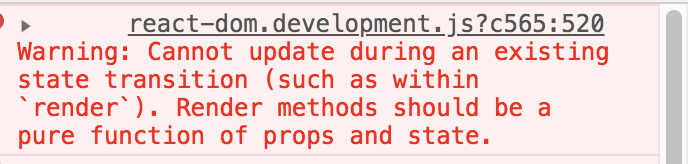 react-dom.development.js?c565:520
Warning: Cannot update during an existing
state transition (such as within
`render`). Render methods should be a
pure function of props and state.